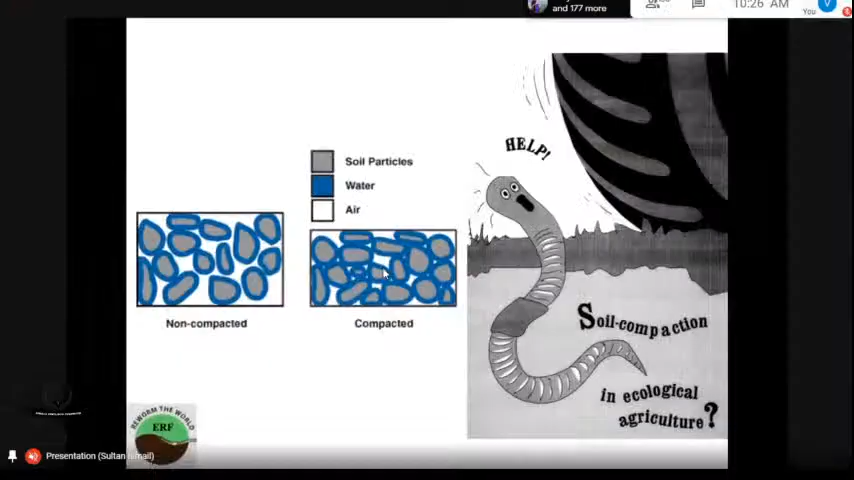 and 177 more
10:26 AM
You
HELP!
Soil Particles
Water
Air
Non-compacted
Compacted
Soil-compaction
in ecological
agriculture?
REWORM THE WORLD
ERF
Presentation (Sultan Ismail)